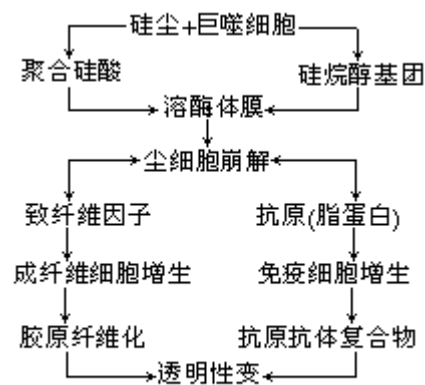 硅尘+巨噬细胞
聚合硅酸
硅烷醇基团
溶酶体膜
尘细胞崩解
致纤维因子
抗原(脂蛋白)
成纤维细胞增生
免疫细胞增生
胶原纤维化
抗原抗体复合物
透明性变